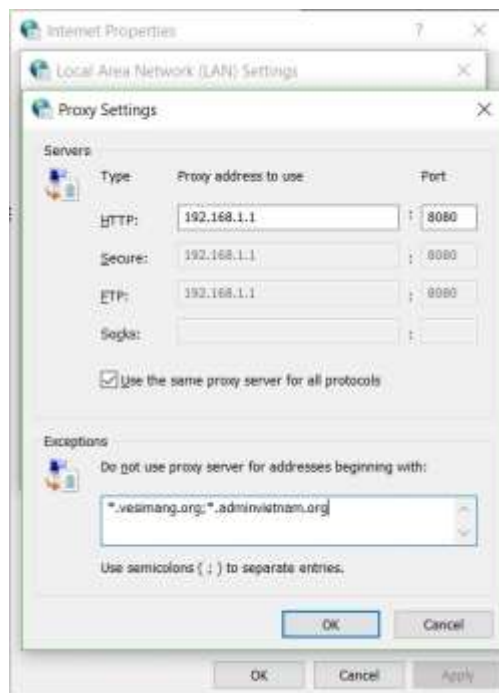 Internet Properties
Local Area Network (LAN) Settings
Proxy Settings
Servers
Type Proxy address to use Port
HTTP: 192.168.1.1 : 8080
Secure: 192.168.1.1 : 8080
FTP: 192.168.1.1 : 8080
Socks: :
Use the same proxy server for all protocols
Exceptions
Do not use proxy server for addresses beginning with:
*.vesimang.org;*.adminvietnam.org
Use semicolons ( ; ) to separate entries.
OK Cancel
OK Cancel Apply